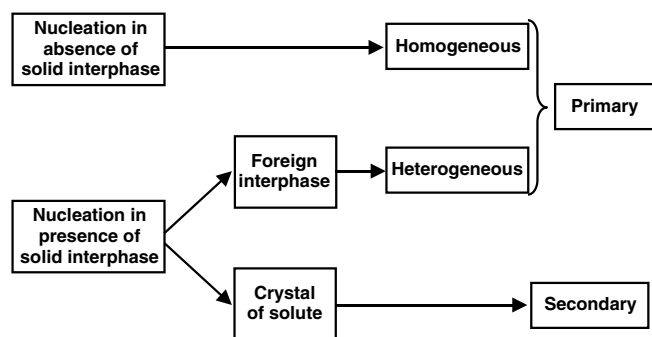 Nucleation in
absence of
solid interphase
Homogeneous
Primary
Foreign
interphase
Heterogeneous
Nucleation in
presence of
solid interphase
Crystal
of solute
Secondary